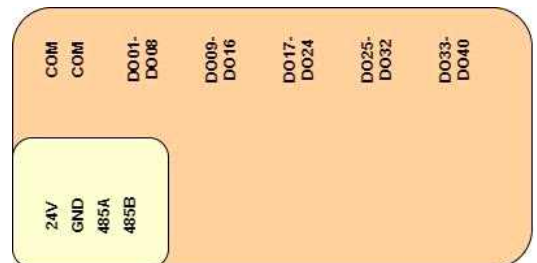 COM
COM
DO01-
DO08
DO09-
DO16
DO17-
DO24
DO25-
DO32
DO33-
DO40
24V
GND
485A
485B